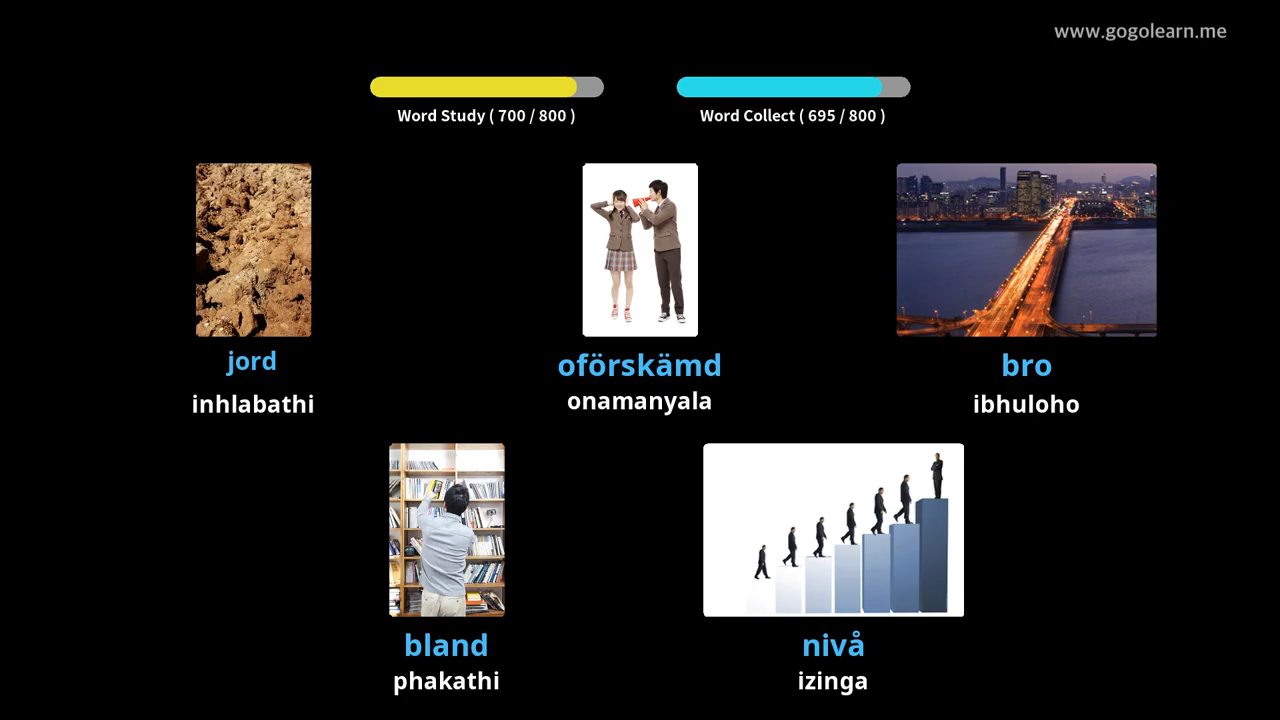 www.gogolearn.me
Word Study ( 700 / 800 )
Word Collect ( 695 / 800 )
jord
inhlabathi
oförskämd
onamanyala
bro
ibhuloho
bland
phakathi
nivå
izinga